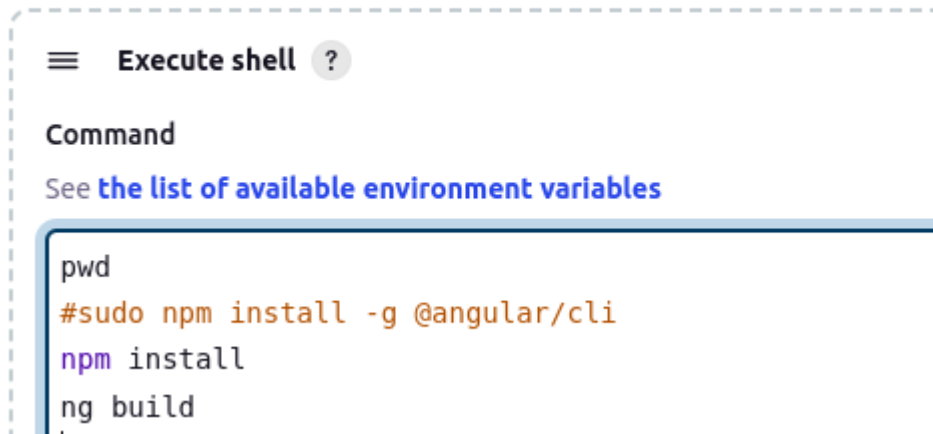 Execute shell ?
Command
See the list of available environment variables
pwd
#sudo npm install -g @angular/cli
npm install
ng build